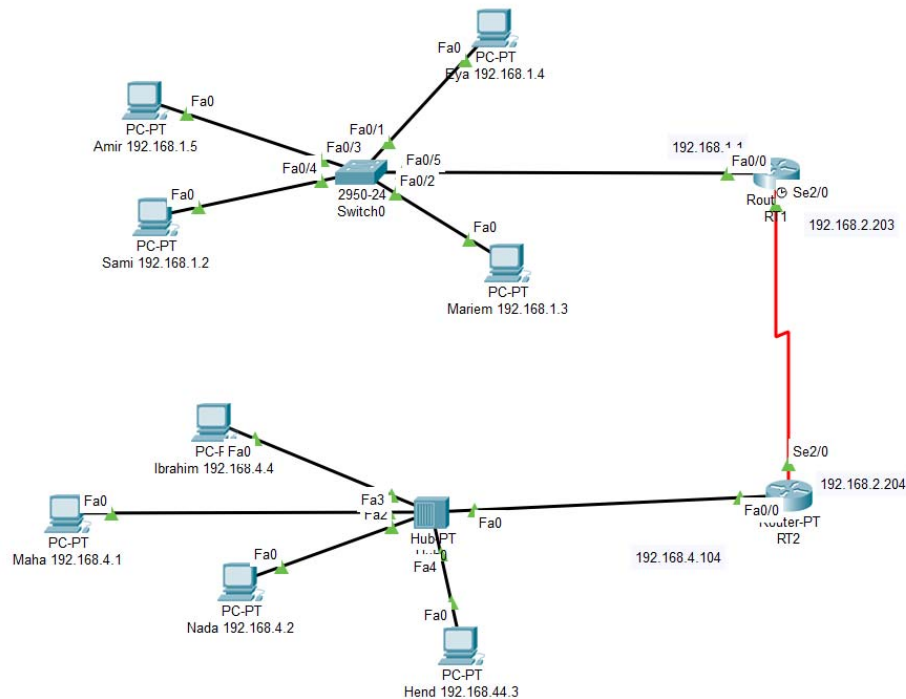 Fa0
PC-PT
Eya 192.168.1.4
Fa0
PC-PT
Amir 192.168.1.5
Fa0/1
Fa0/3
Fa0/4
Fa0/5
Fa0/2
2950-24
Switch0
Fa0
PC-PT
Sami 192.168.1.2
Fa0
PC-PT
Mariem 192.168.1.3
192.168.1.1
Fa0/0
Se2/0
RT1
192.168.2.203
Fa0
Ibrahim 192.168.4.4
Fa0
PC-PT
Maha 192.168.4.1
Fa0
PC-PT
Nada 192.168.4.2
Fa3
Fa2
Fa0
Hub-PT
Fa4
Fa0
PC-PT
Hend 192.168.44.3
Se2/0
192.168.2.204
Fa0/0
Router-PT
RT2
192.168.4.104